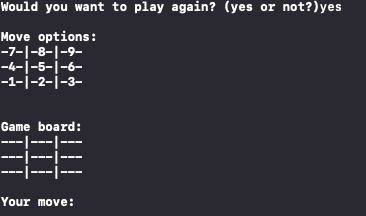 Would you want to play again? (yes or not?)yes
Move options:
-7-|-8-|-9-
-4-|-5-|-6-
-1-|-2-|-3-
Game board:
---|---|---
---|---|---
---|---|---
Your move: